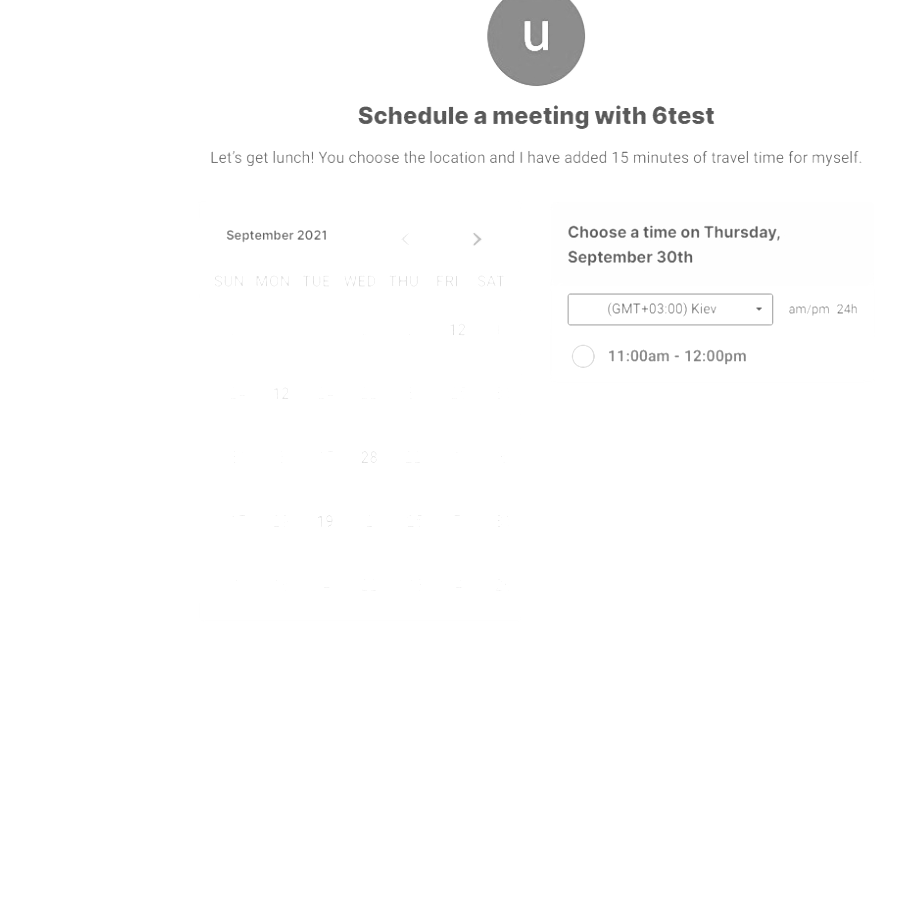 u
Schedule a meeting with 6test
Let's get lunch! You choose the location and I have added 15 minutes of travel time for myself.
September 2021
SUN MON TUE WED THU FRI SAT
12
12
28
19
Choose a time on Thursday,
September 30th
(GMT+03:00) Kiev
am/pm 24h
11:00am - 12:00pm